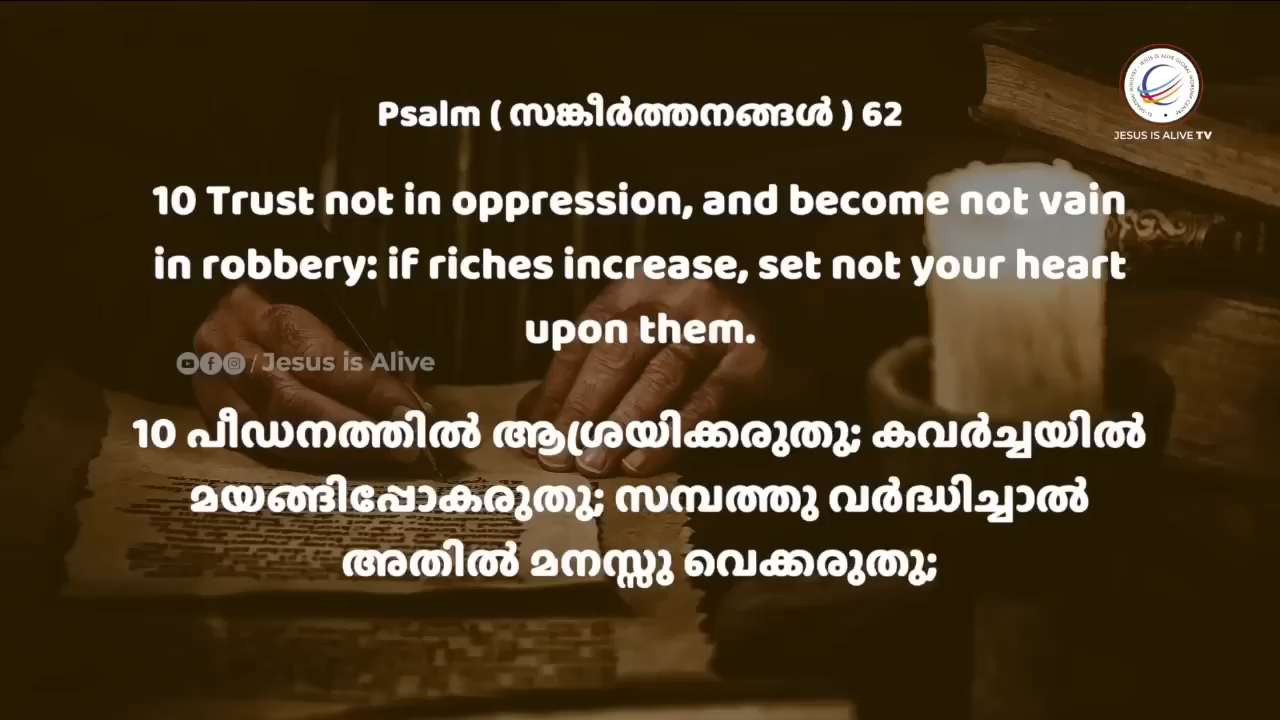 Psalm ( സങ്കീർത്തനങ്ങൾ ) 62
JESUS IS ALIVE TV
10 Trust not in oppression, and become not vain
in robbery: if riches increase, set not your heart
upon them.
/ Jesus is Alive
10 പീഡനത്തിൽ ആശ്രയിക്കരുതു; കവർച്ചയിൽ
മയങ്ങിപ്പോകരുതു; സമ്പത്തു വർദ്ധിച്ചാൽ
അതിൽ മനസ്സു വെക്കരുതു;